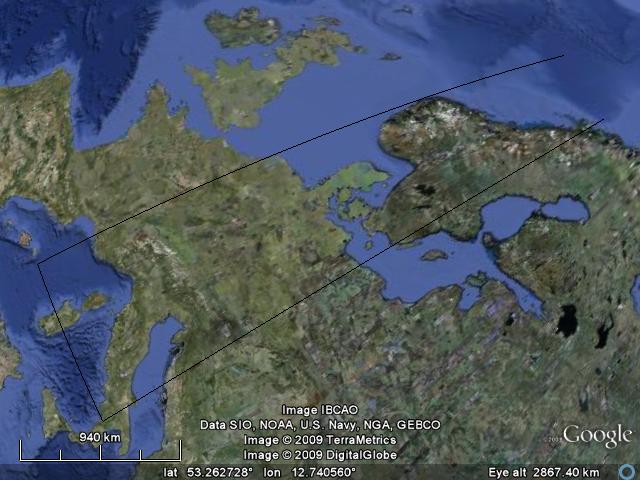 Image IBCAO
Data SIO, NOAA, U.S. Navy, NGA, GEBCO
940 km
Image © 2009 TerraMetrics
Image © 2009 DigitalGlobe
© 2009 Google
lat 53.262728° lon 12.740560° Eye alt 2867.40 km